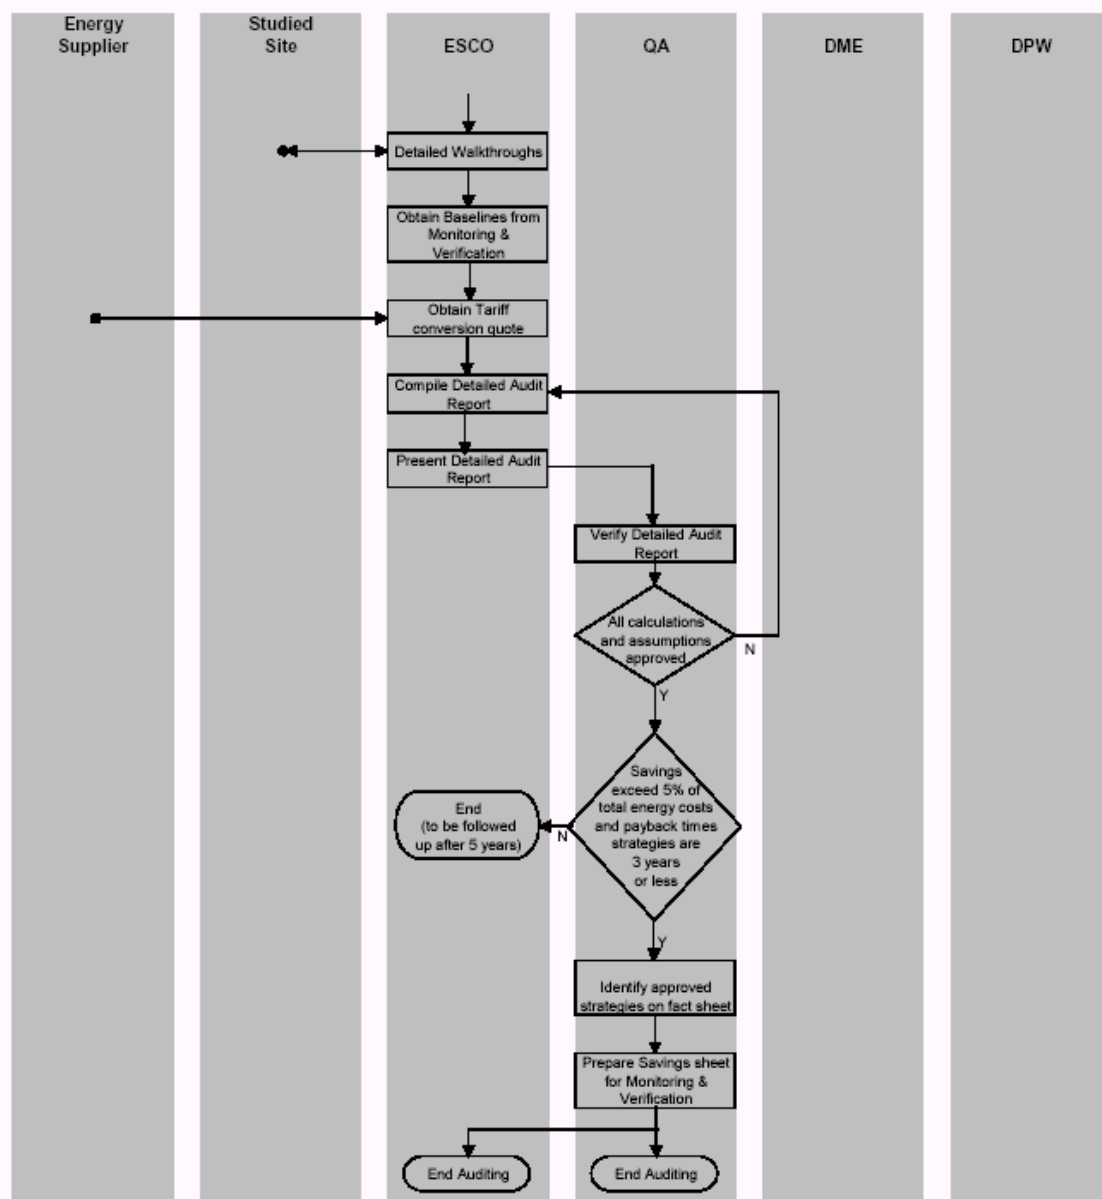 Energy
Supplier
Studied
Site
ESCO
QA
DME
DPW
Detailed Walkthroughs
Obtain Baselines from
Monitoring &
Verification
Obtain Tariff
conversion quote
Compile Detailed Audit
Report
Present Detailed Audit
Report
Verify Detailed Audit
Report
All calculations
and assumptions
approved
N
Y
Savings
exceed 5% of
total energy costs
and payback times
strategies are
3 years
or less
N
End
(to be followed
up after 5 years)
Y
Identify approved
strategies on fact sheet
Prepare Savings sheet
for Monitoring &
Verification
End Auditing
End Auditing